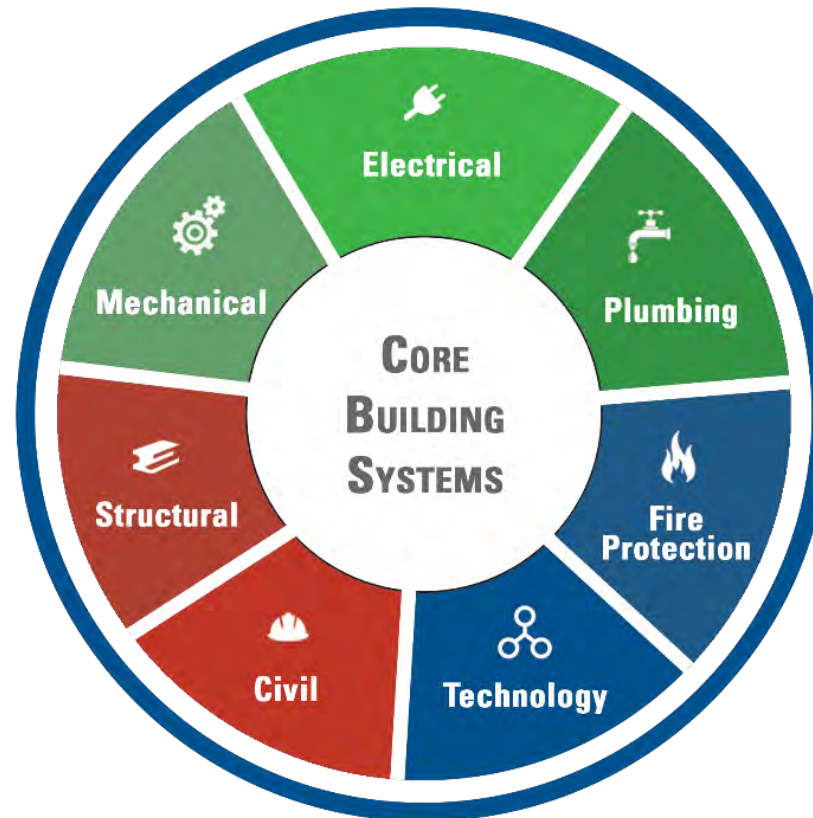 Electrical
Plumbing
Fire
Protection
Technology
Civil
Structural
Mechanical
CORE
BUILDING
SYSTEMS